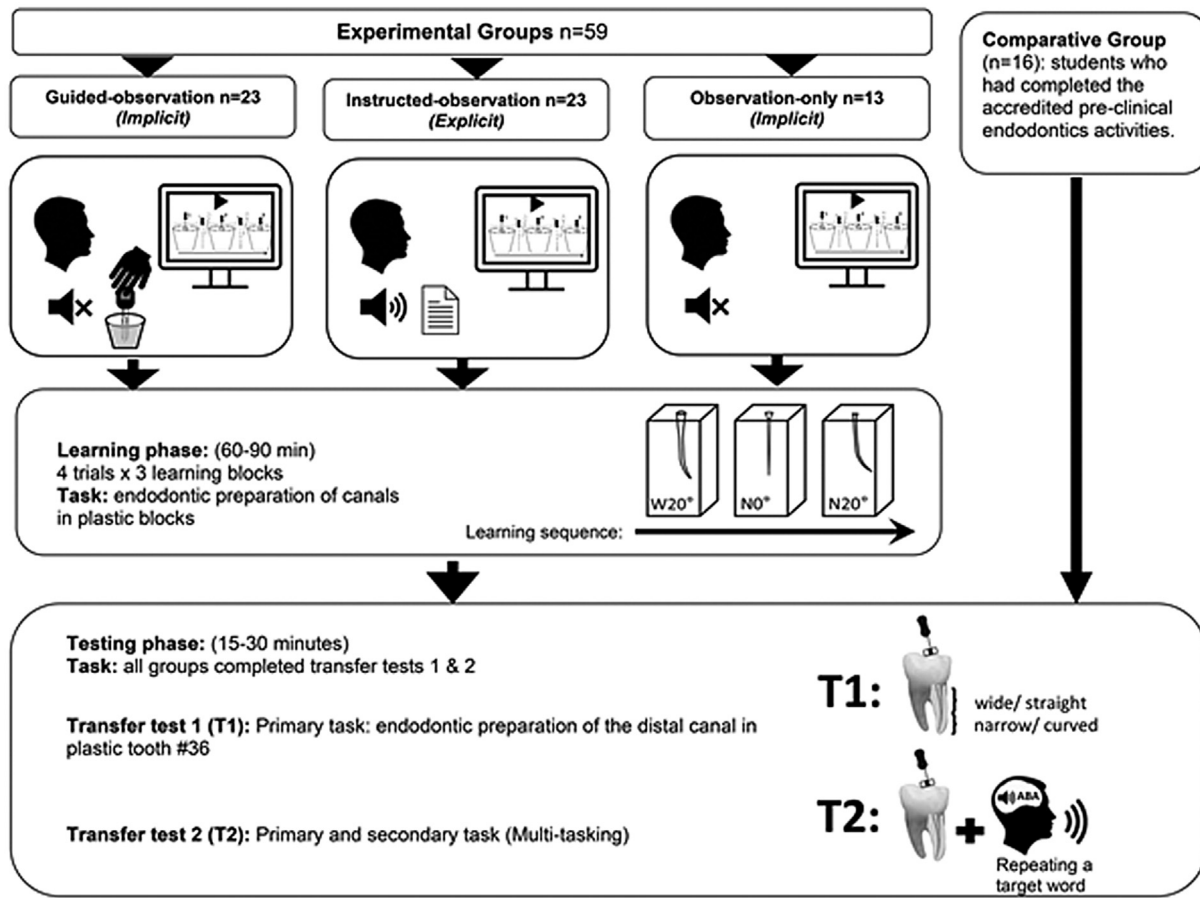 Experimental Groups n=59
Guided-observation n=23
(Implicit)
Instructed-observation n=23
(Explicit)
Observation-only n=13
(Implicit)
Comparative Group
(n=16): students who
had completed the
accredited pre-clinical
endodontics activities.
Learning phase: (60-90 min)
4 trials x 3 learning blocks
Task: endodontic preparation of canals
in plastic blocks
W20°
N0°
N20°
Learning sequence:
Testing phase: (15-30 minutes)
Task: all groups completed transfer tests 1 & 2
Transfer test 1 (T1): Primary task: endodontic preparation of the distal canal in
plastic tooth #36
T1:
wide/ straight
narrow/ curved
Transfer test 2 (T2): Primary and secondary task (Multi-tasking)
T2:
ABA
Repeating a
target word